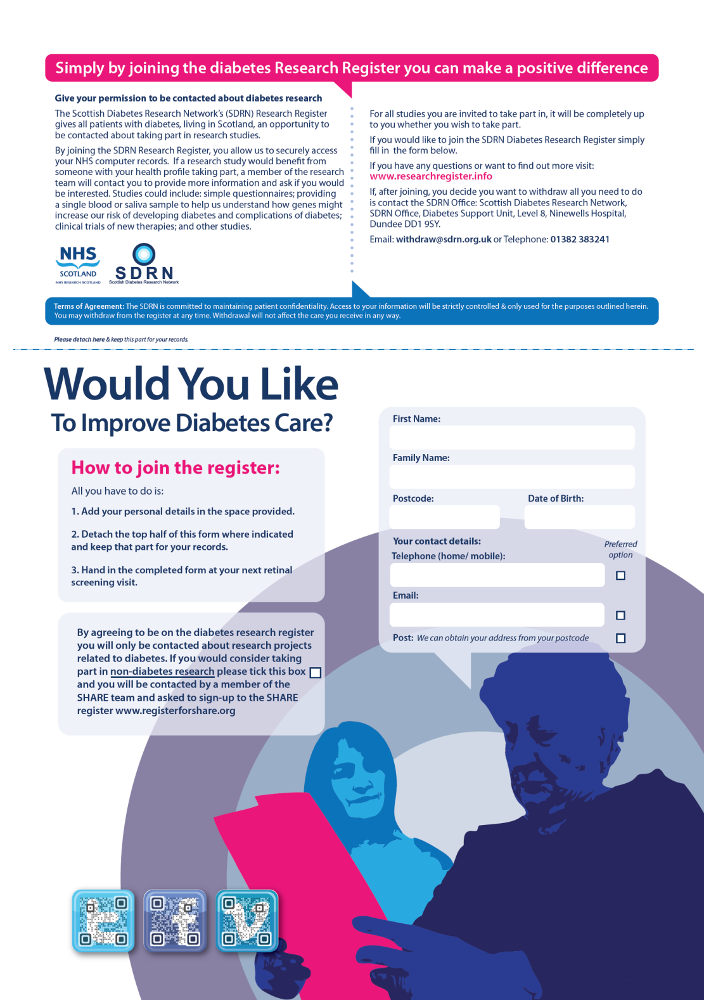 Simply by joining the diabetes Research Register you can make a positive difference
Give your permission to be contacted about diabetes research
The Scottish Diabetes Research Network's (SDRN) Research Register
gives all patients with diabetes, living in Scotland, an opportunity to
be contacted about taking part in research studies.
By joining the SDRN Research Register, you allow us to securely access
your NHS computer records.  If a research study would benefit from
someone with your health profile taking part, a member of the research
team will contact you to provide more information and ask if you would
be interested. Studies could include: simple questionnaires; providing
a single blood or saliva sample to help us understand how genes might
increase our risk of developing diabetes and complications of diabetes;
clinical trials of new therapies; and other studies.
NHS
SCOTLAND
NHS RESEARCH SCOTLAND
SDRN
Scottish Diabetes Research Network
For all studies you are invited to take part in, it will be completely up
to you whether you wish to take part.
If you would like to join the SDRN Diabetes Research Register simply
fill in  the form below.
If you have any questions or want to find out more visit:
www.researchregister.info
If, after joining, you decide you want to withdraw all you need to do
is contact the SDRN Office: Scottish Diabetes Research Network,
SDRN Office, Diabetes Support Unit, Level 8, Ninewells Hospital,
Dundee DD1 9SY.
Email: withdraw@sdrn.org.uk or Telephone: 01382 383241
Terms of Agreement: The SDRN is committed to maintaining patient confidentiality. Access to your information will be strictly controlled & only used for the purposes outlined herein.
You may withdraw from the register at any time. Withdrawal will not affect the care you receive in any way.
Please detach here & keep this part for your records.
Would You Like
To Improve Diabetes Care?
How to join the register:
All you have to do is:
1. Add your personal details in the space provided.
2. Detach the top half of this form where indicated
and keep that part for your records.
3. Hand in the completed form at your next retinal
screening visit.
By agreeing to be on the diabetes research register
you will only be contacted about research projects
related to diabetes. If you would consider taking
part in non-diabetes research please tick this box
and you will be contacted by a member of the
SHARE team and asked to sign-up to the SHARE
register www.registerforshare.org
First Name:
Family Name:
Postcode:
Date of Birth:
Your contact details:
Preferred
option
Telephone (home/ mobile):
Email:
Post: We can obtain your address from your postcode
t
f
v